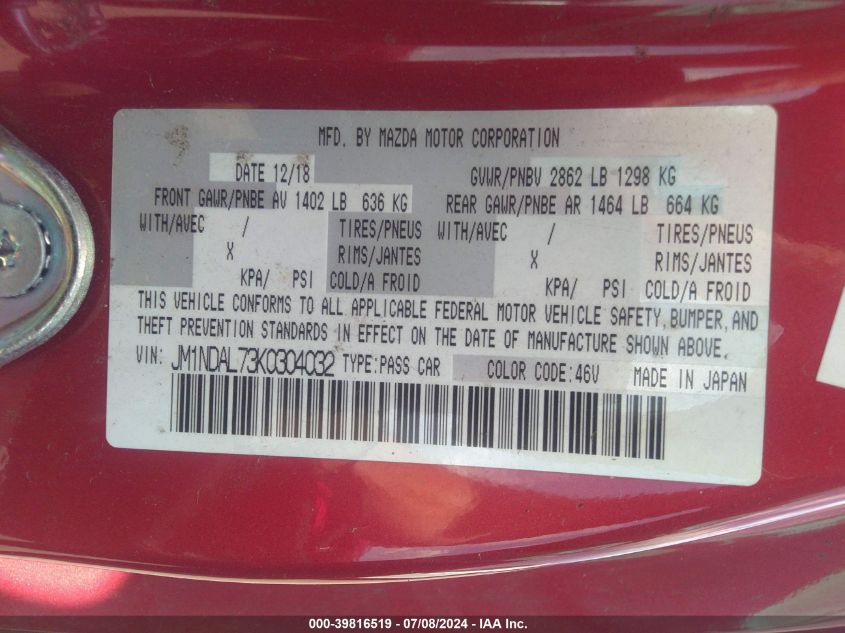 MFD. BY MAZDA MOTOR CORPORATION
DATE 12/18 GVWR/PNBV 2862 LB 1298 KG
FRONT GAWR/PNBE AV 1402 LB 636 KG REAR GAWR/PNBE AR 1464 LB 664 KG
WITH/AVEC / TIRES/PNEUS WITH/AVEC / TIRES/PNEUS
X RIMS/JANTES X RIMS/JANTES
KPA/ PSI COLD/A FROID KPA/ PSI COLD/A FROID
THIS VEHICLE CONFORMS TO ALL APPLICABLE FEDERAL MOTOR VEHICLE SAFETY, BUMPER, AND
THEFT PREVENTION STANDARDS IN EFFECT ON THE DATE OF MANUFACTURE SHOWN ABOVE.
VIN: JM1NDAL73K0304032 TYPE:PASS CAR COLOR CODE:46V MADE IN JAPAN
000-39816519 / 07/08/2024 - IAA Inc.